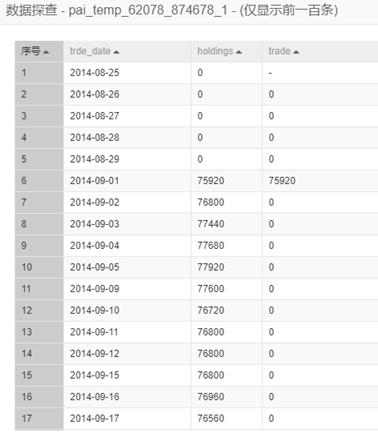 数据探查 - pai_temp_62078_874678_1 - (仅显示前一百条)
序号 trde_date holdings trade
1 2014-08-25 0 -
2 2014-08-26 0 0
3 2014-08-27 0 0
4 2014-08-28 0 0
5 2014-08-29 0 0
6 2014-09-01 75920 75920
7 2014-09-02 76800 0
8 2014-09-03 77440 0
9 2014-09-04 77680 0
10 2014-09-05 77920 0
11 2014-09-09 77600 0
12 2014-09-10 76720 0
13 2014-09-11 76800 0
14 2014-09-12 76800 0
15 2014-09-15 76800 0
16 2014-09-16 76960 0
17 2014-09-17 76560 0